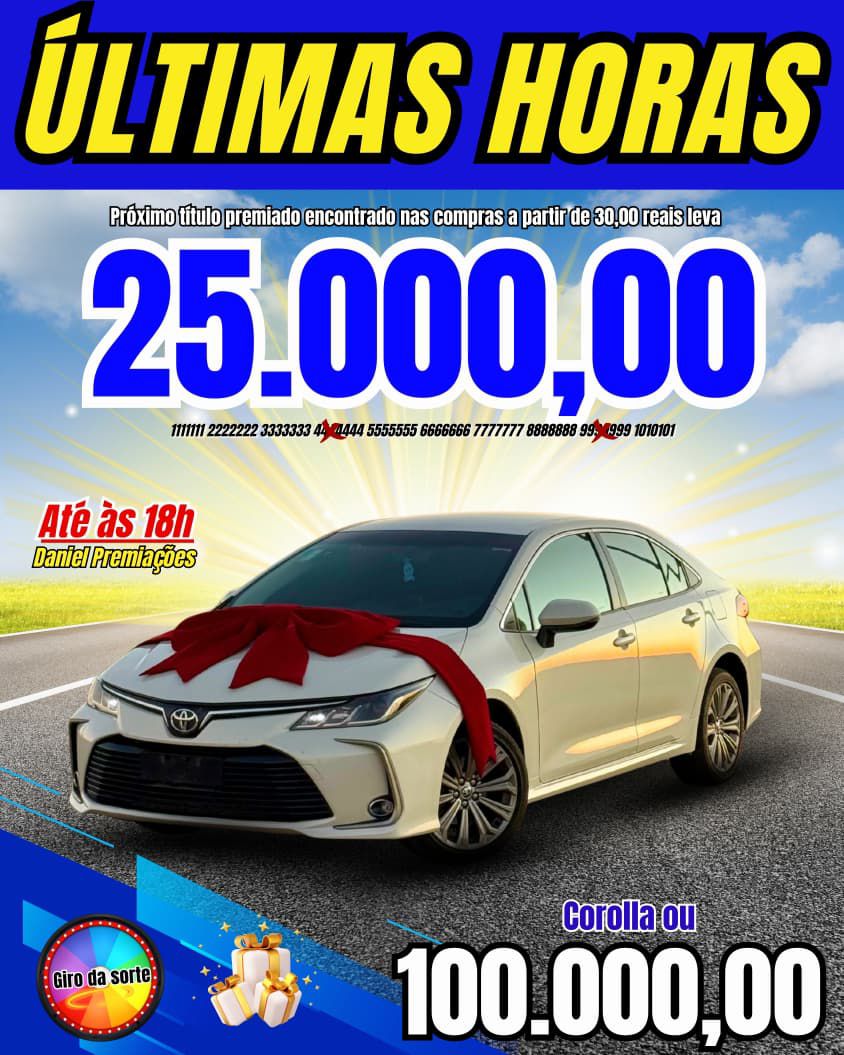 ÚLTIMAS HORAS
Próximo título premiado encontrado nas compras a partir de 30,00 reais leva
25.000,00
1111111 2222222 3333333 4444444 5555555 6666666 7777777 8888888 9999999 1010101
Até às 18h
Daniel Premiações
Corolla ou
Giro da sorte
100.000,00